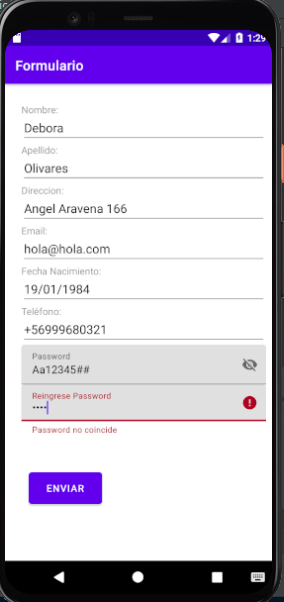 1:29
Formulario
Nombre:
Debora
Apellido:
Olivares
Direccion:
Angel Aravena 166
Email:
hola@hola.com
Fecha Nacimiento:
19/01/1984
Teléfono:
+56999680321
Password
Aa12345##
Reingrese Password
••••
Password no coincide
ENVIAR